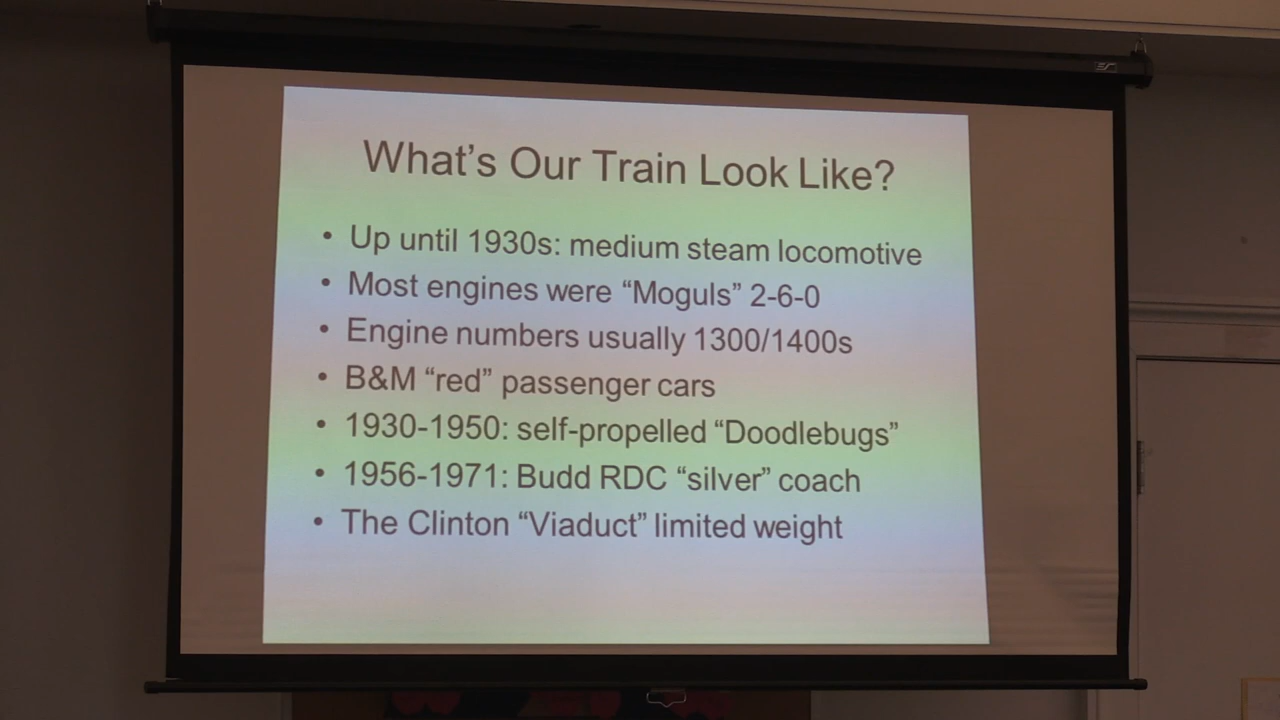 What's Our Train Look Like?
• Up until 1930s: medium steam locomotive
• Most engines were “Moguls” 2-6-0
• Engine numbers usually 1300/1400s
• B&M “red” passenger cars
• 1930-1950: self-propelled “Doodlebugs”
• 1956-1971: Budd RDC “silver” coach
• The Clinton “Viaduct” limited weight